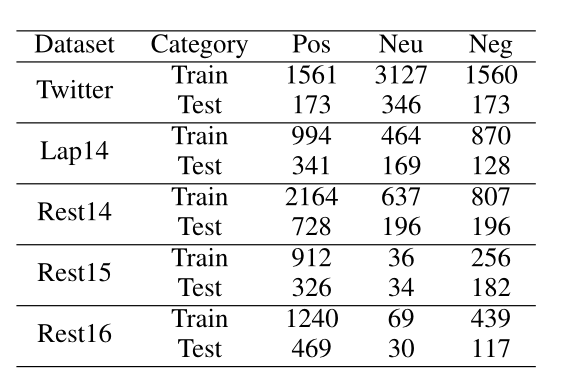 Dataset Category Pos Neu Neg
Twitter Train 1561 3127 1560
Test 173 346 173
Lap14 Train 994 464 870
Test 341 169 128
Rest14 Train 2164 637 807
Test 728 196 196
Rest15 Train 912 36 256
Test 326 34 182
Rest16 Train 1240 69 439
Test 469 30 117